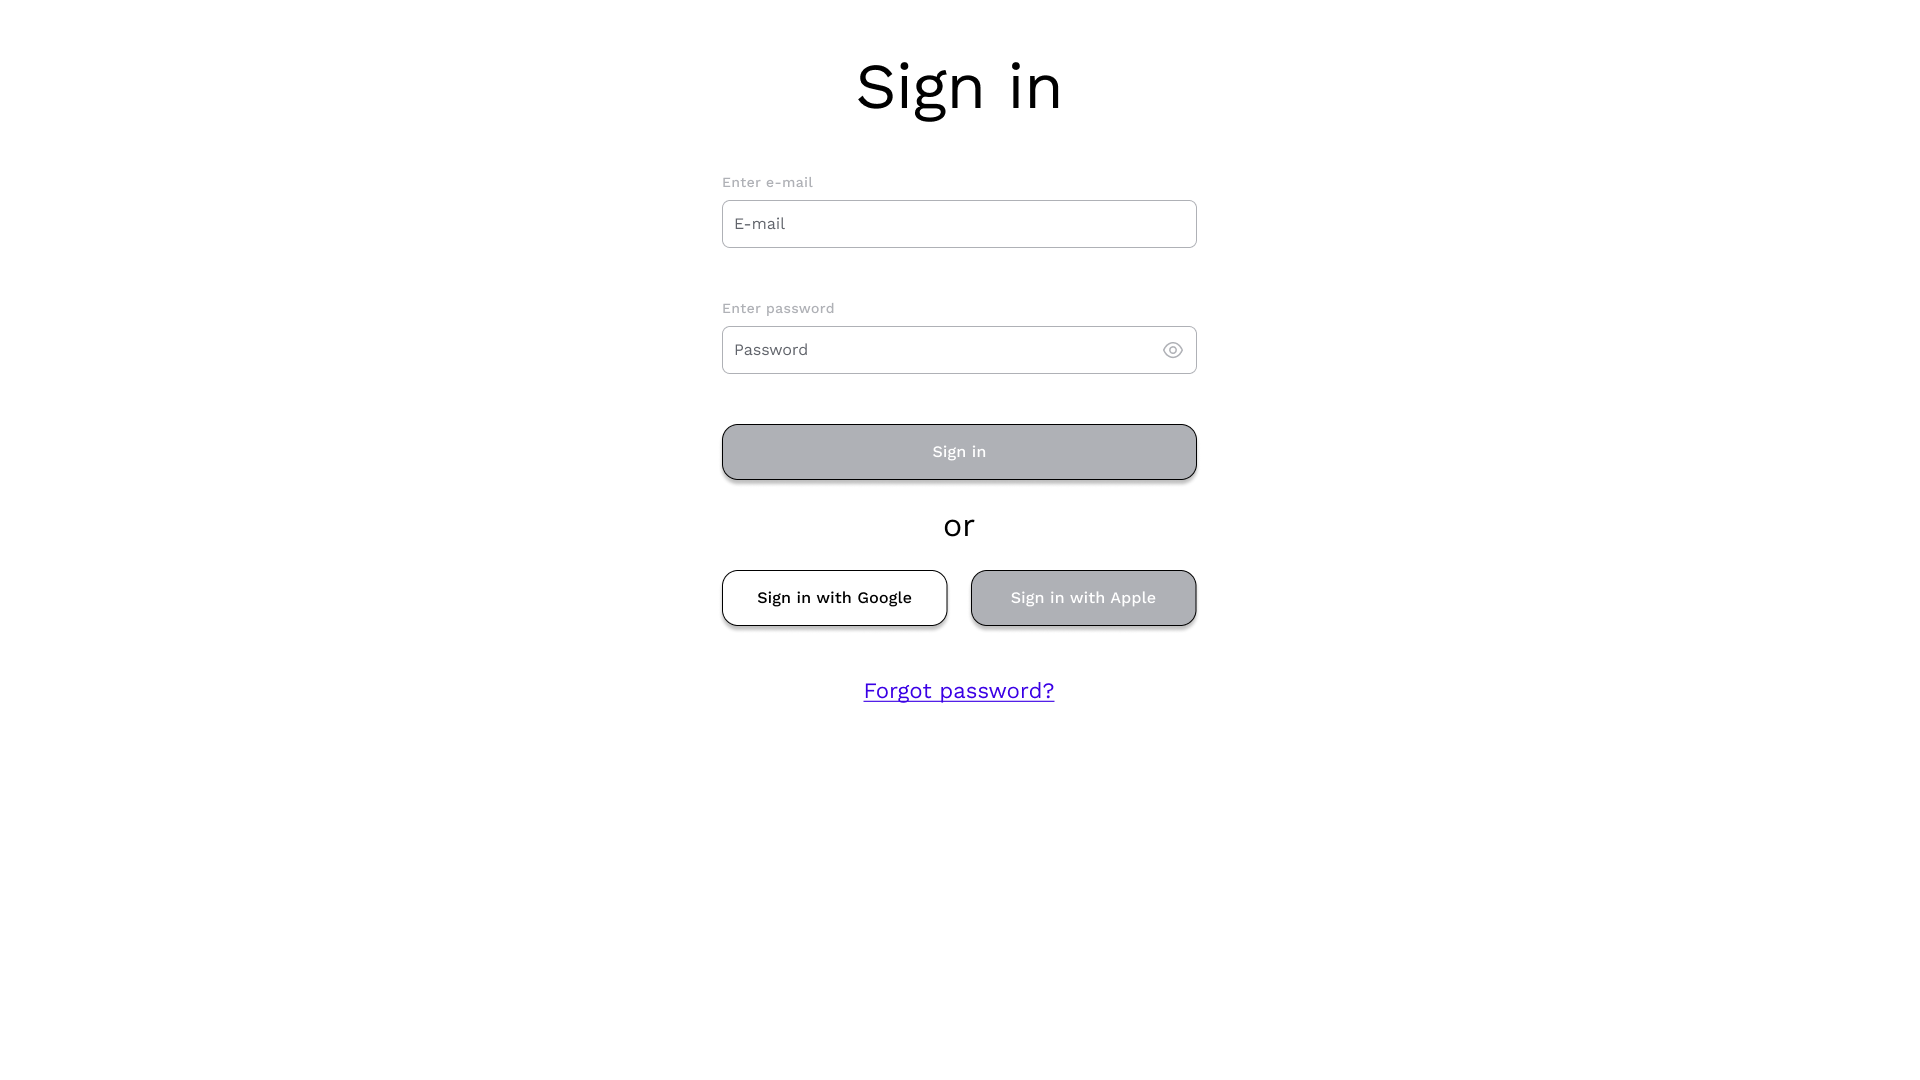 Sign in
Enter e-mail
E-mail
Enter password
Password
Sign in
or
Sign in with Google
Sign in with Apple
Forgot password?